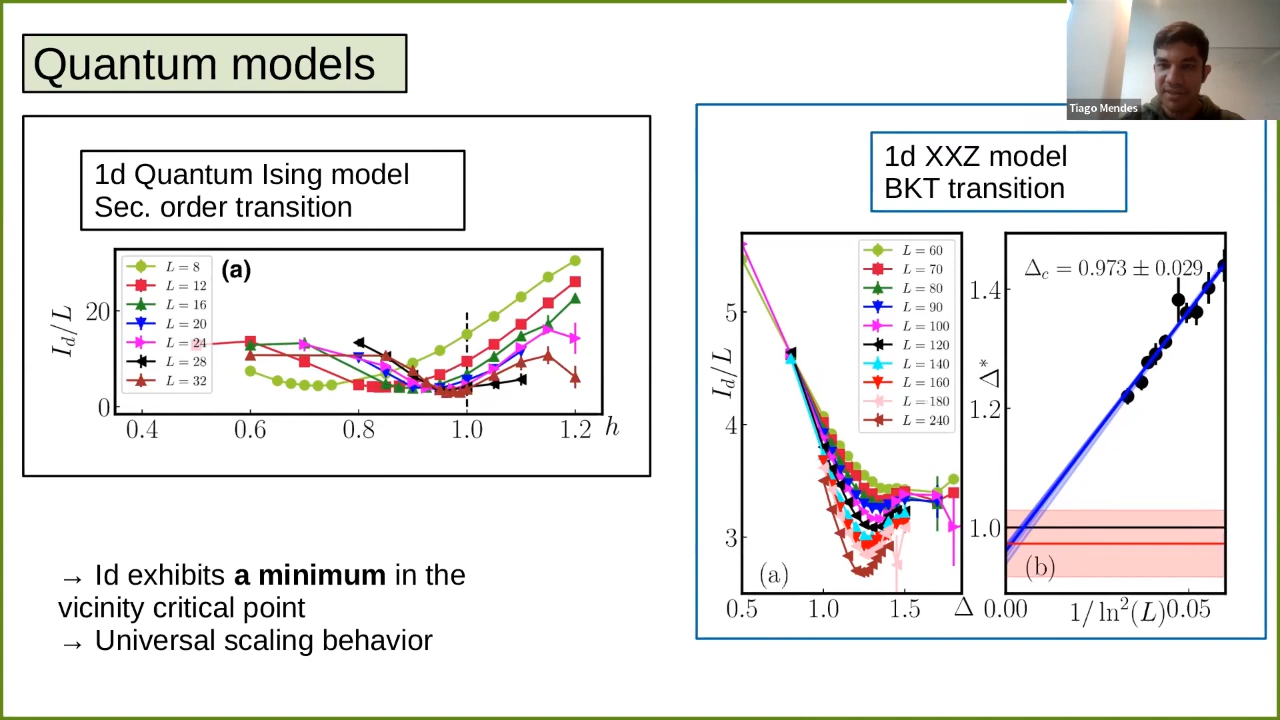 Quantum models
Tiago Mendes
1d Quantum Ising model
Sec. order transition
(a)
L = 8
L = 12
L = 16
L = 20
L = 24
L = 28
L = 32
I_d/L
20
0
0.4 0.6 0.8 1.0 1.2 h
→ Id exhibits a minimum in the
vicinity critical point
→ Universal scaling behavior
1d XXZ model
BKT transition
L = 60
L = 70
L = 80
L = 90
L = 100
L = 120
L = 140
L = 160
L = 180
L = 240
I_d/L
5
4
3
(a)
0.5 1.0 1.5 Δ
Δ_c = 0.973 ± 0.029
1.4
Δ*
1.2
1.0
(b)
0.00 1/ln²(L) 0.05